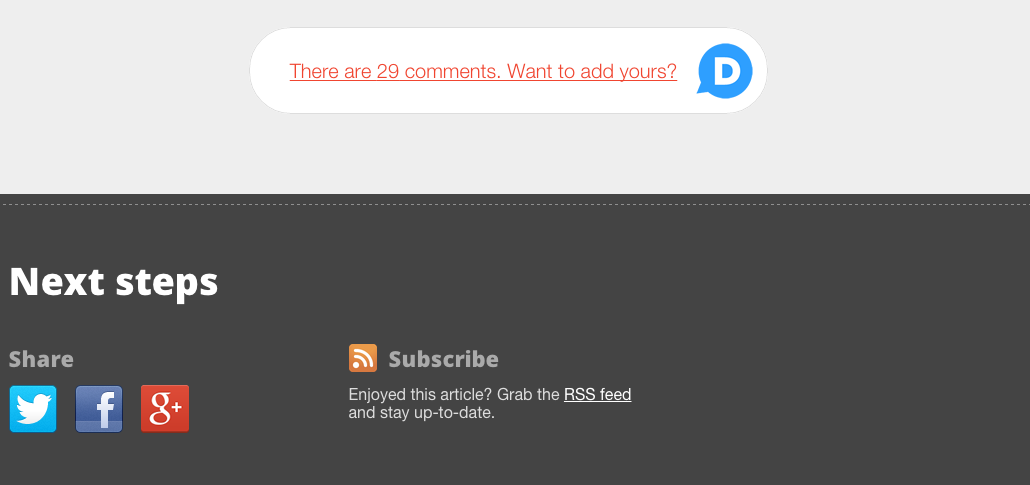 There are 29 comments. Want to add yours?
D
Next steps
Share
Subscribe
f
g+
Enjoyed this article? Grab the RSS feed
and stay up-to-date.